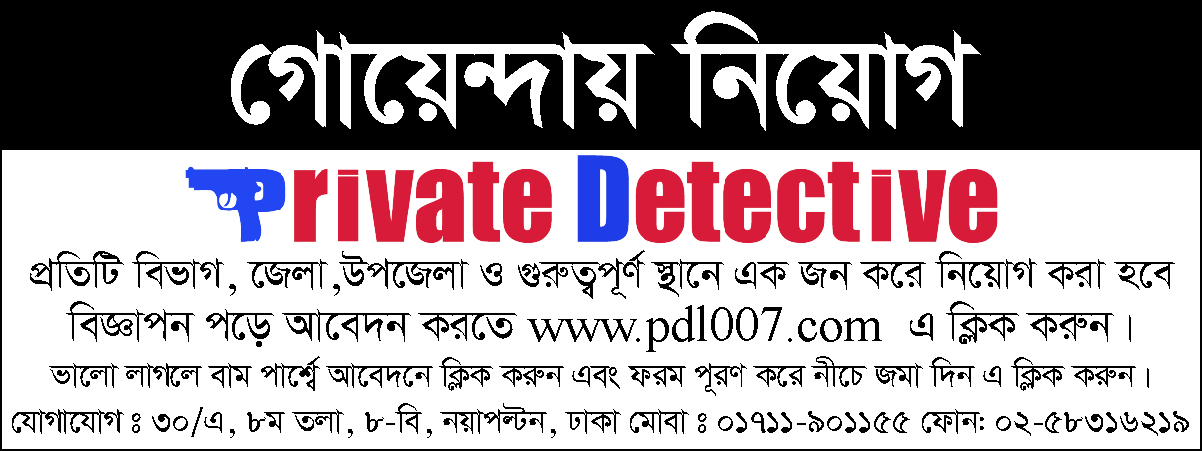 গোয়েন্দায় নিয়োগ
Private Detective
প্রতিটি বিভাগ, জেলা,উপজেলা ও গুরুত্বপূর্ণ স্থানে এক জন করে নিয়োগ করা হবে
বিজ্ঞাপন পড়ে আবেদন করতে www.pdl007.com এ ক্লিক করুন।
ভালো লাগলে বাম পার্শ্বে আবেদনে ক্লিক করুন এবং ফরম পূরণ করে নীচে জমা দিন এ ক্লিক করুন।
যোগাযোগ ঃ ৩০/এ, ৮ম তলা, ৮-বি, নয়াপল্টন, ঢাকা মোবা ঃ ০১৭১১-৯০১১৫৫ ফোন: ০২-৫৮৩১৬২১৯